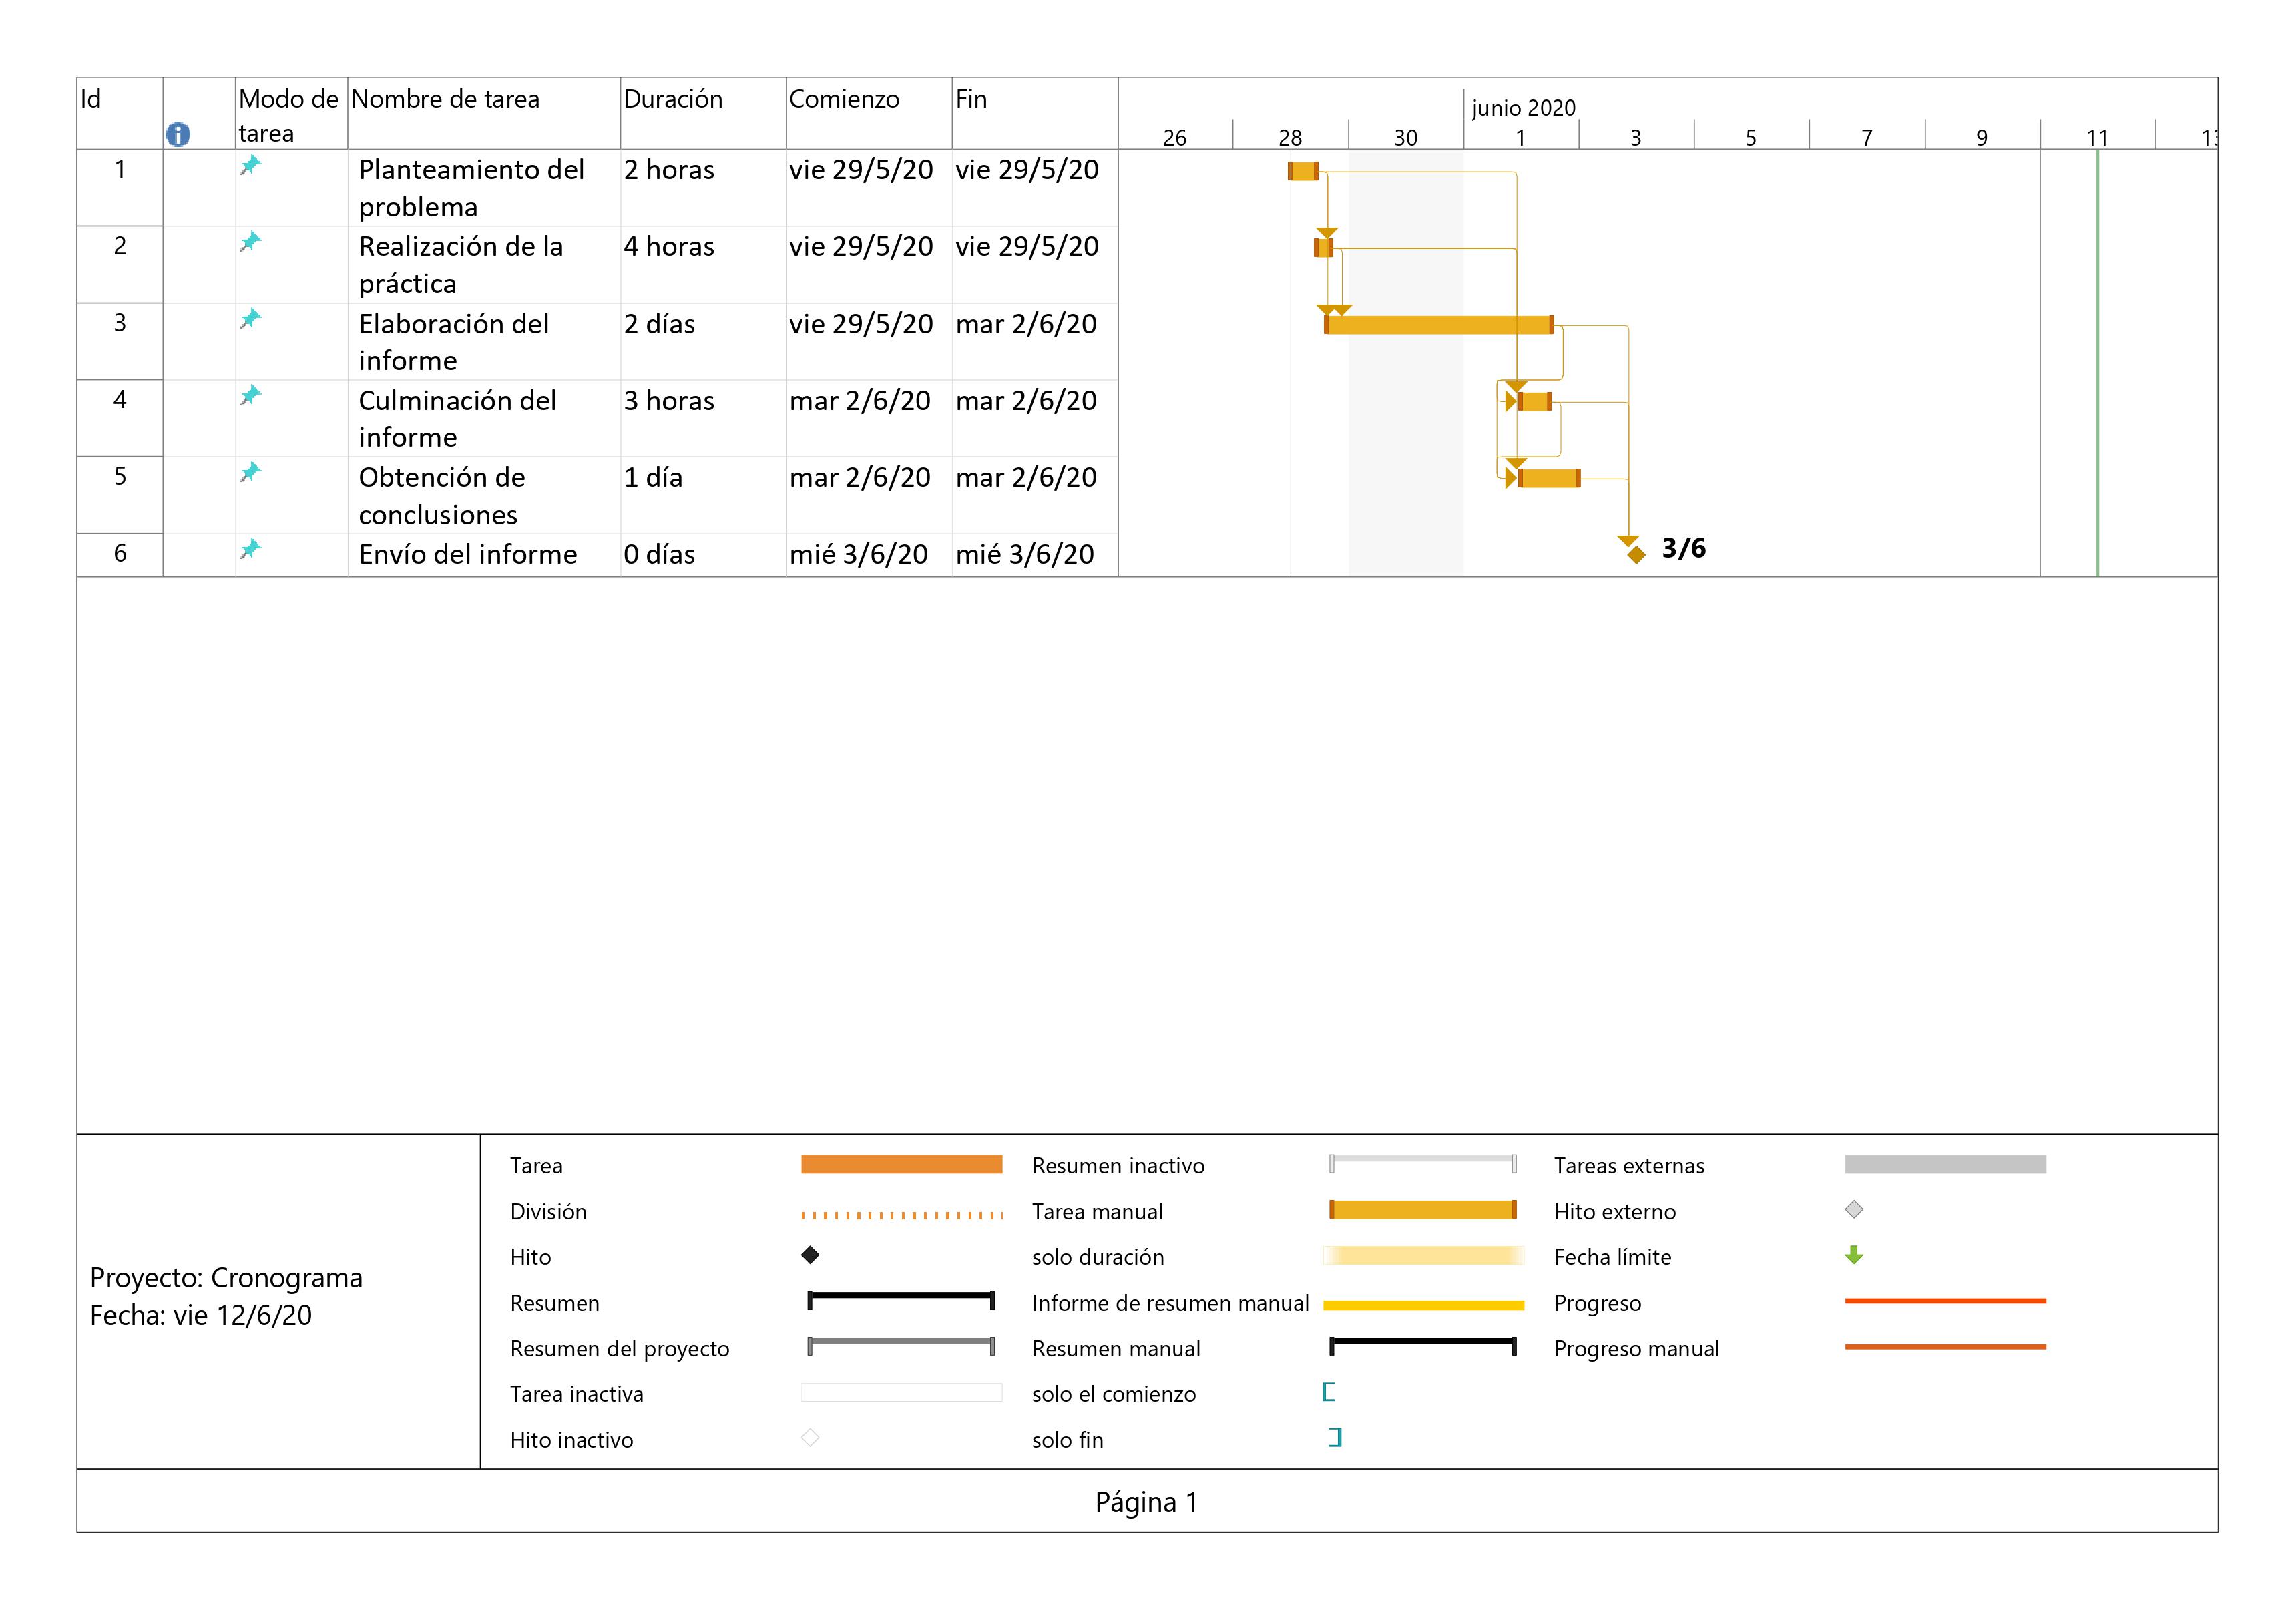 Id
Modo de tarea
Nombre de tarea
Duración
Comienzo
Fin
junio 2020
26 28 30 1 3 5 7 9 11 13
1 Planteamiento del problema 2 horas vie 29/5/20 vie 29/5/20
2 Realización de la práctica 4 horas vie 29/5/20 vie 29/5/20
3 Elaboración del informe 2 días vie 29/5/20 mar 2/6/20
4 Culminación del informe 3 horas mar 2/6/20 mar 2/6/20
5 Obtención de conclusiones 1 día mar 2/6/20 mar 2/6/20
6 Envío del informe 0 días mié 3/6/20 mié 3/6/20
3/6
Proyecto: Cronograma
Fecha: vie 12/6/20
Tarea
División
Hito
Resumen
Resumen del proyecto
Tarea inactiva
Hito inactivo
Resumen inactivo
Tarea manual
solo duración
Informe de resumen manual
Resumen manual
solo el comienzo
solo fin
Tareas externas
Hito externo
Fecha límite
Progreso
Progreso manual
Página 1